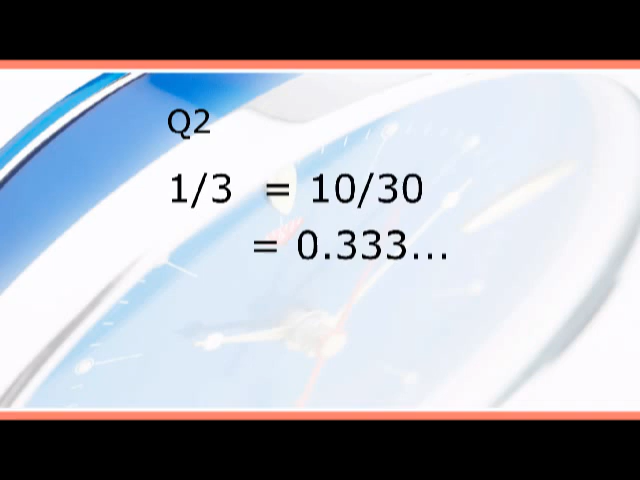 Q2
1/3 = 10/30
= 0.333...